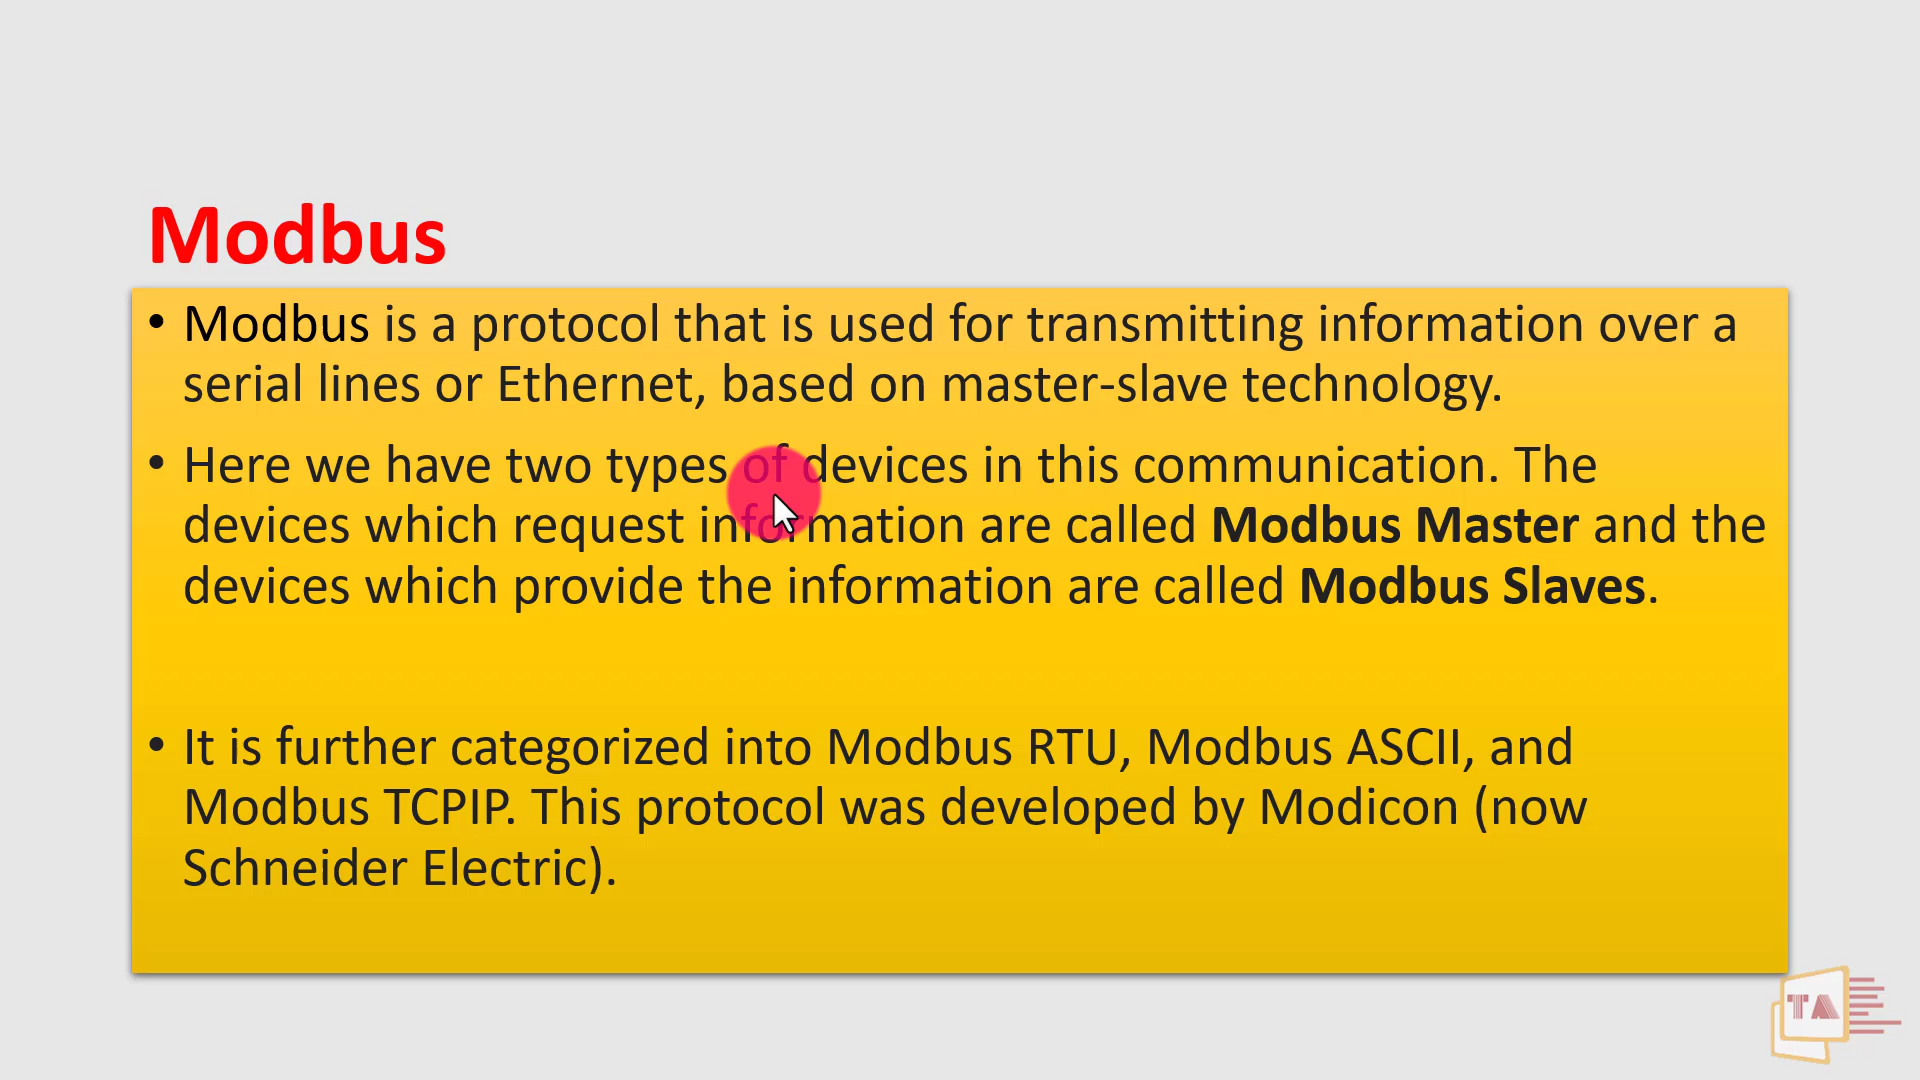 Modbus
• Modbus is a protocol that is used for transmitting information over a
serial lines or Ethernet, based on master-slave technology.
• Here we have two types of devices in this communication. The
devices which request information are called Modbus Master and the
devices which provide the information are called Modbus Slaves.
• It is further categorized into Modbus RTU, Modbus ASCII, and
Modbus TCPIP. This protocol was developed by Modicon (now
Schneider Electric).
TA